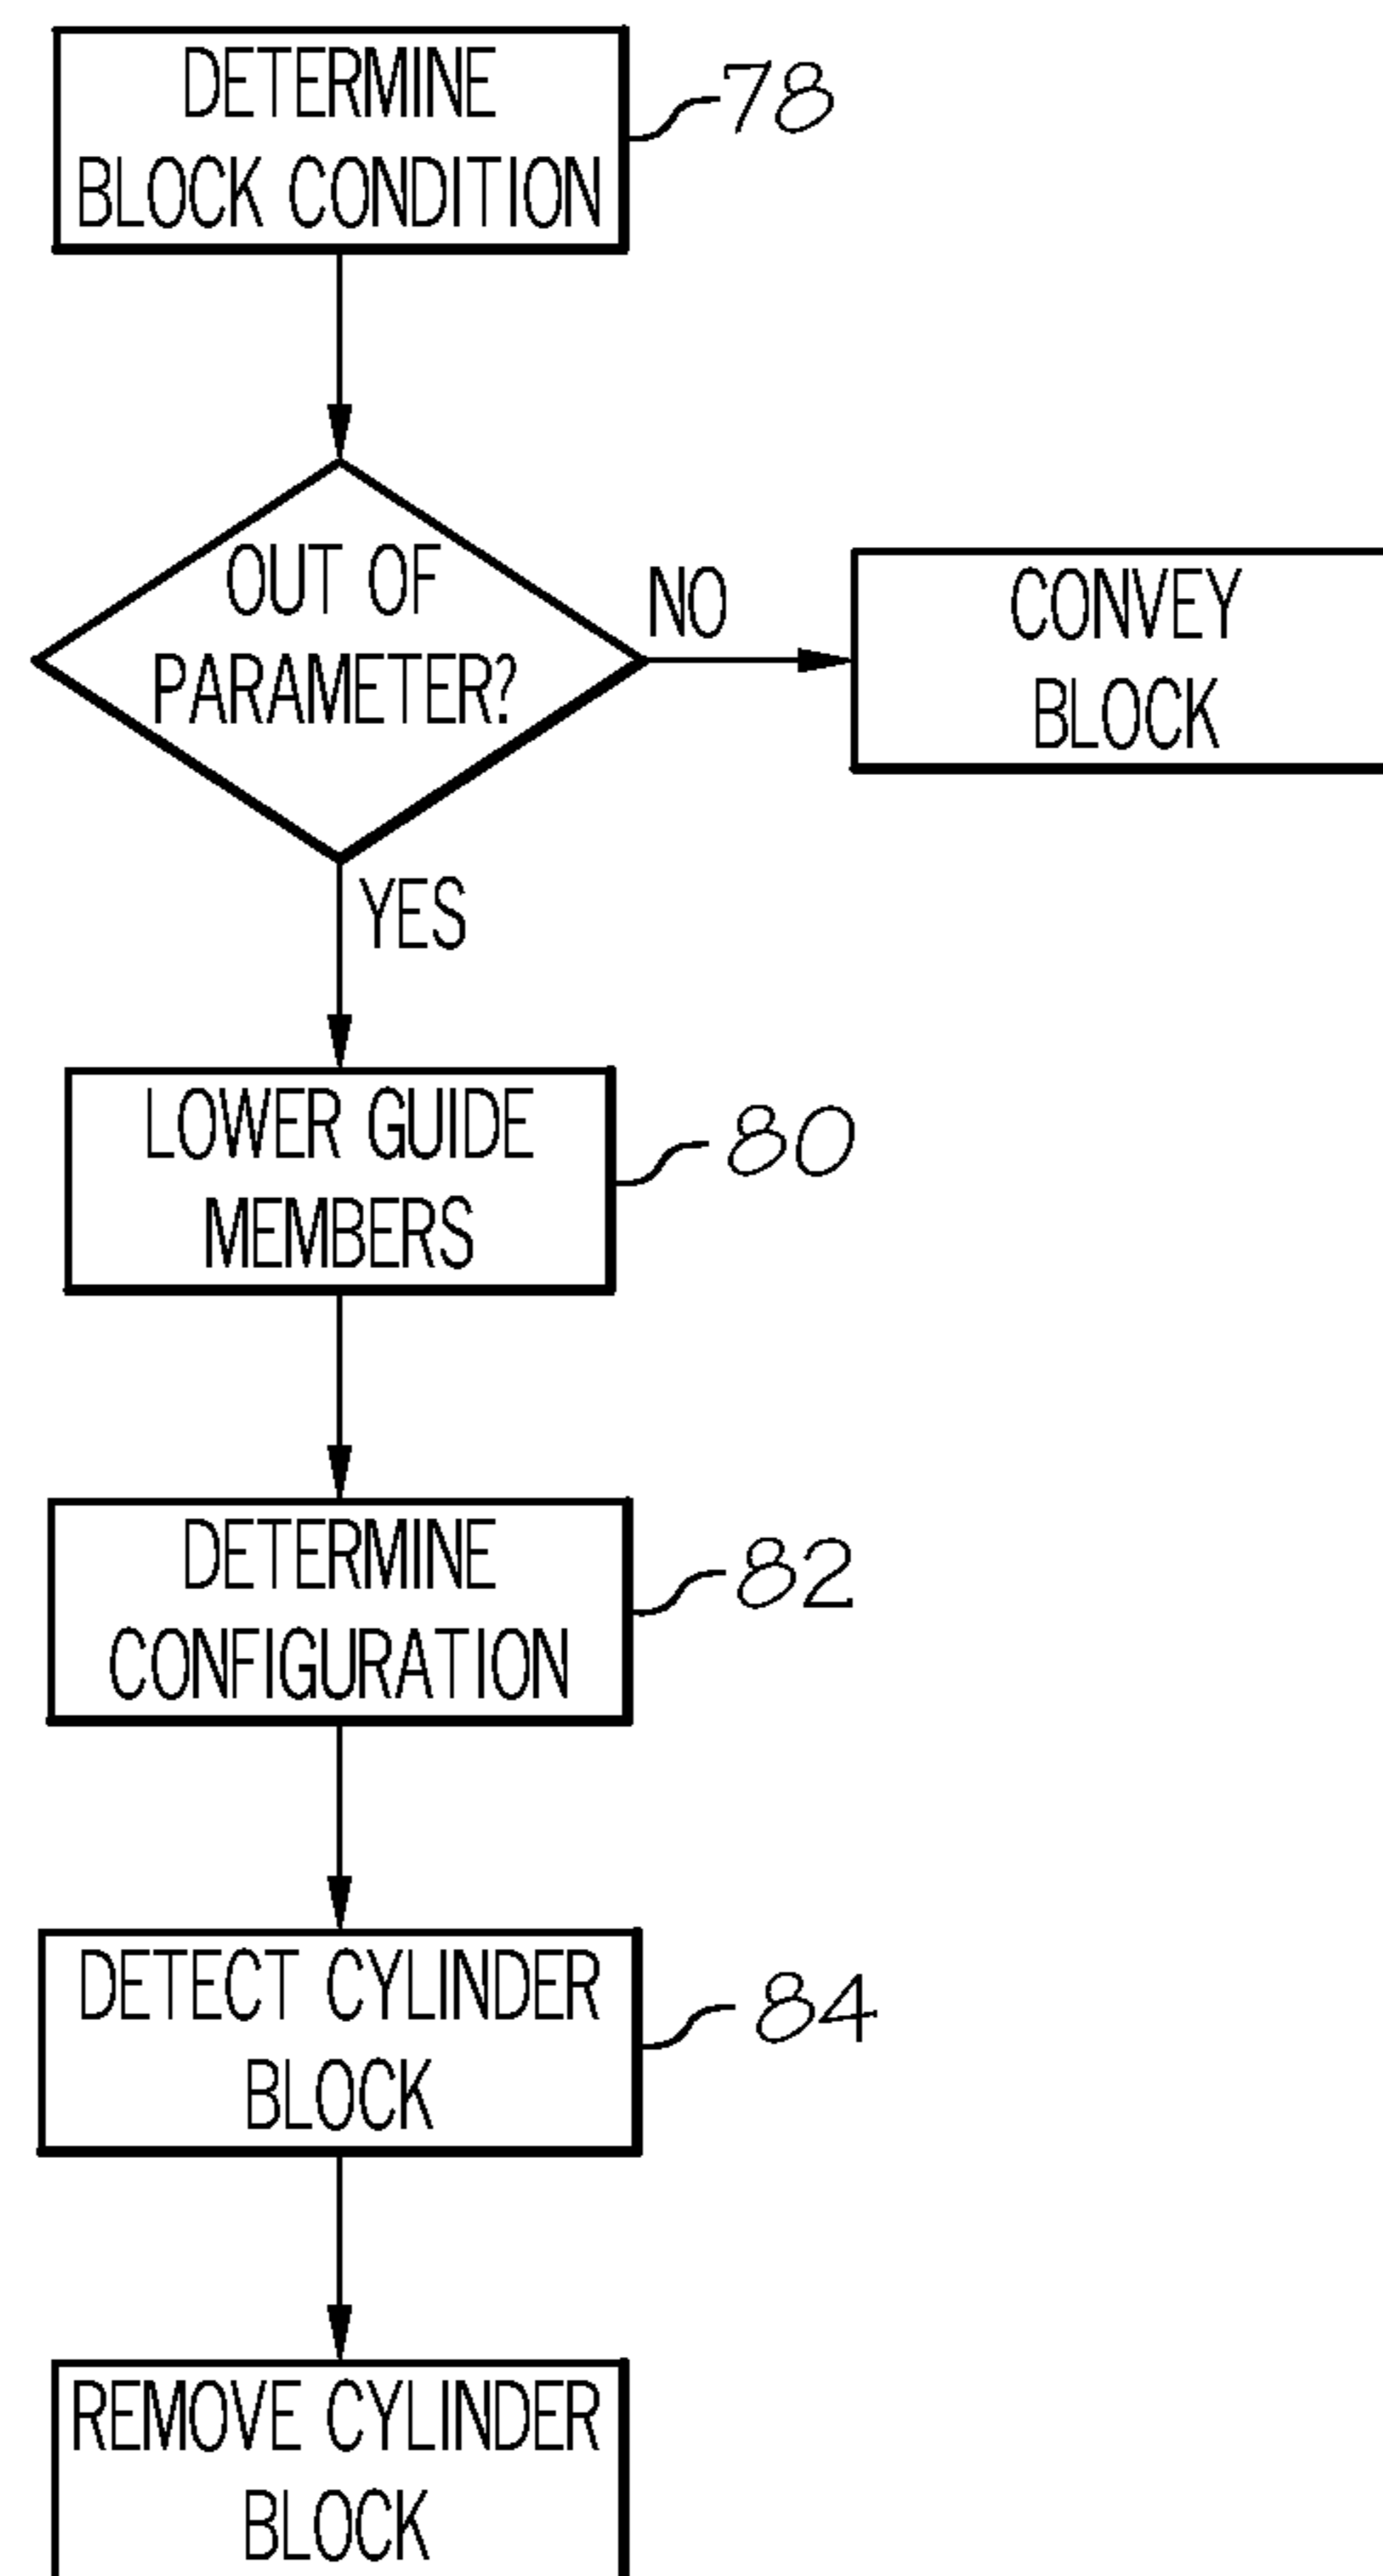 DETERMINE
BLOCK CONDITION
78
OUT OF
PARAMETER?
NO
CONVEY
BLOCK
YES
LOWER GUIDE
MEMBERS
80
DETERMINE
CONFIGURATION
82
DETECT CYLINDER
BLOCK
84
REMOVE CYLINDER
BLOCK